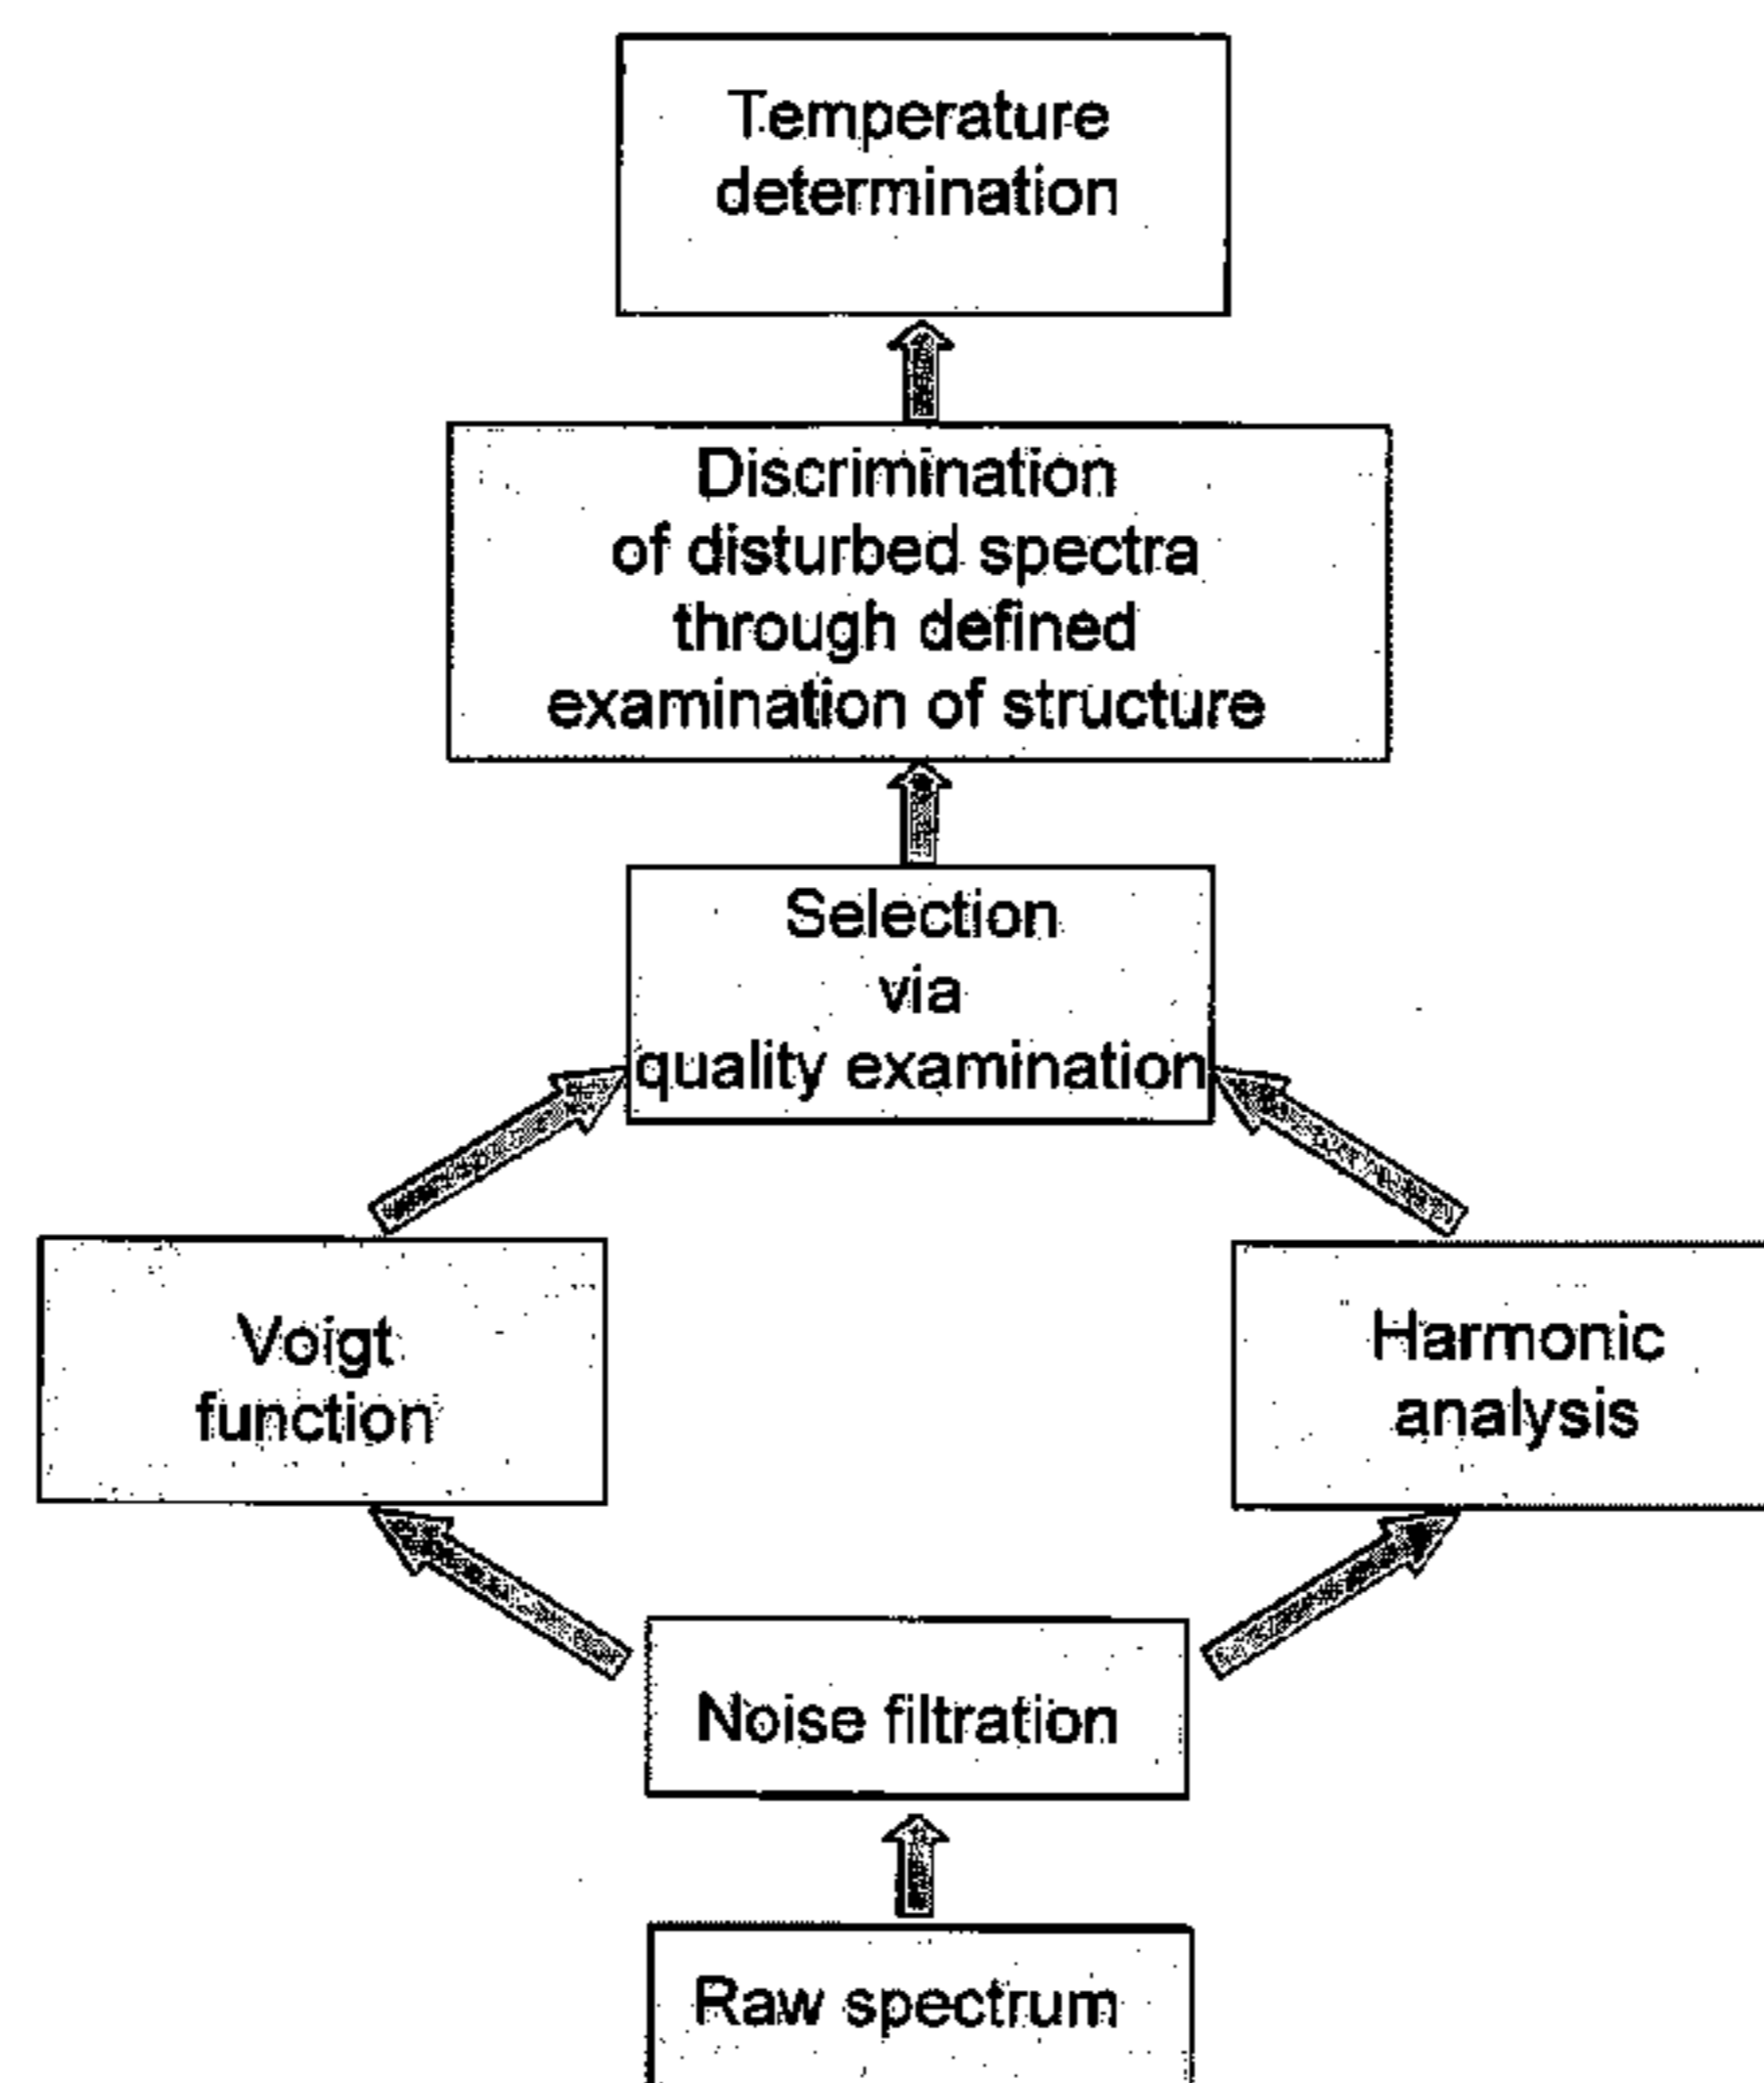 Temperature
determination
Discrimination
of disturbed spectra
through defined
examination of structure
Selection
via
quality examination
Voigt
function
Harmonic
analysis
Noise filtration
Raw spectrum